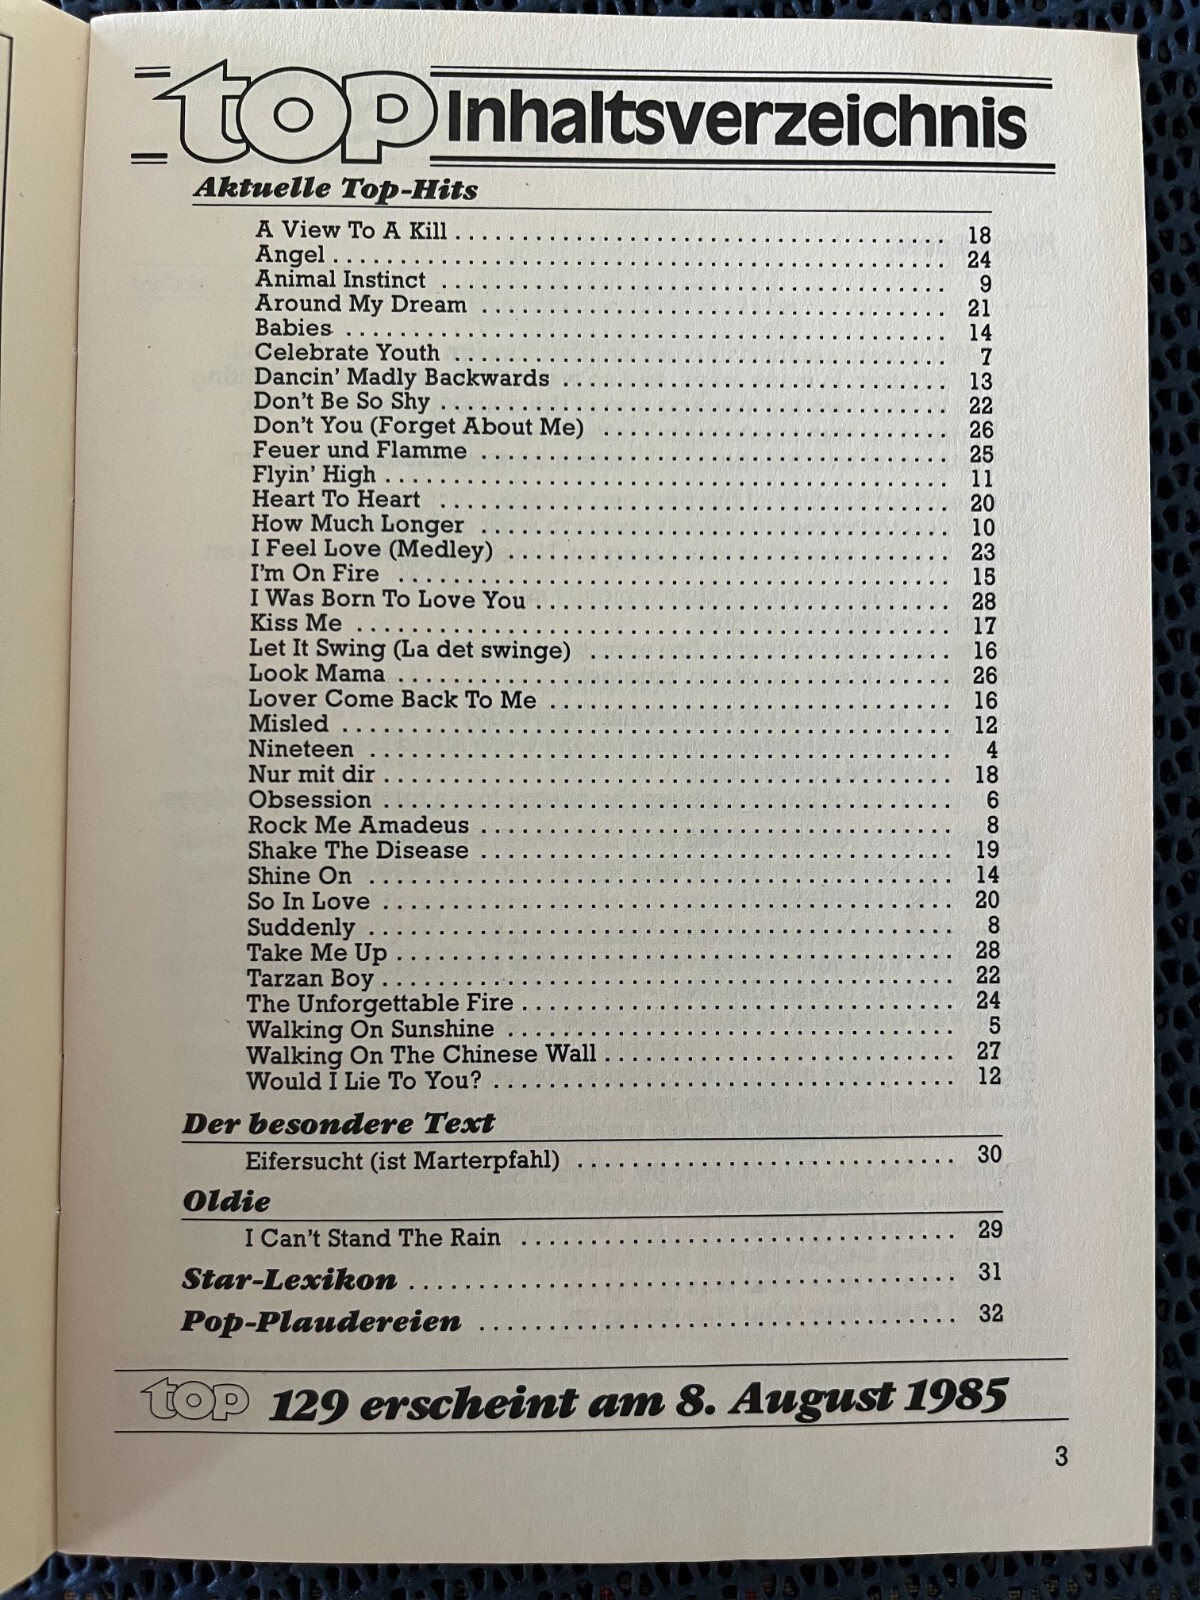 top Inhaltsverzeichnis
Aktuelle Top-Hits
A View To A Kill . . . . . . . . . . . . . . . . . . . . 18
Angel . . . . . . . . . . . . . . . . . . . . 24
Animal Instinct . . . . . . . . . . . . . . . . . . . . 9
Around My Dream . . . . . . . . . . . . . . . . . . . . 21
Babies . . . . . . . . . . . . . . . . . . . . 14
Celebrate Youth . . . . . . . . . . . . . . . . . . . . 7
Dancin' Madly Backwards . . . . . . . . . . . . . . . . . . . . 13
Don't Be So Shy . . . . . . . . . . . . . . . . . . . . 22
Don't You (Forget About Me) . . . . . . . . . . . . . . . . . . . . 26
Feuer und Flamme . . . . . . . . . . . . . . . . . . . . 25
Flyin' High . . . . . . . . . . . . . . . . . . . . 11
Heart To Heart . . . . . . . . . . . . . . . . . . . . 20
How Much Longer . . . . . . . . . . . . . . . . . . . . 10
I Feel Love (Medley) . . . . . . . . . . . . . . . . . . . . 23
I'm On Fire . . . . . . . . . . . . . . . . . . . . 15
I Was Born To Love You . . . . . . . . . . . . . . . . . . . . 28
Kiss Me . . . . . . . . . . . . . . . . . . . . 17
Let It Swing (La det swinge) . . . . . . . . . . . . . . . . . . . . 16
Look Mama . . . . . . . . . . . . . . . . . . . . 26
Lover Come Back To Me . . . . . . . . . . . . . . . . . . . . 16
Misled . . . . . . . . . . . . . . . . . . . . 12
Nineteen . . . . . . . . . . . . . . . . . . . . 4
Nur mit dir . . . . . . . . . . . . . . . . . . . . 18
Obsession . . . . . . . . . . . . . . . . . . . . 6
Rock Me Amadeus . . . . . . . . . . . . . . . . . . . . 8
Shake The Disease . . . . . . . . . . . . . . . . . . . . 19
Shine On . . . . . . . . . . . . . . . . . . . . 14
So In Love . . . . . . . . . . . . . . . . . . . . 20
Suddenly . . . . . . . . . . . . . . . . . . . . 8
Take Me Up . . . . . . . . . . . . . . . . . . . . 28
Tarzan Boy . . . . . . . . . . . . . . . . . . . . 22
The Unforgettable Fire . . . . . . . . . . . . . . . . . . . . 24
Walking On Sunshine . . . . . . . . . . . . . . . . . . . . 5
Walking On The Chinese Wall . . . . . . . . . . . . . . . . . . . . 27
Would I Lie To You? . . . . . . . . . . . . . . . . . . . . 12
Der besondere Text
Eifersucht (ist Marterpfahl) . . . . . . . . . . . . . . . . . . . . 30
Oldie
I Can't Stand The Rain . . . . . . . . . . . . . . . . . . . . 29
Star-Lexikon . . . . . . . . . . . . . . . . . . . . 31
Pop-Plaudereien . . . . . . . . . . . . . . . . . . . . 32
top 129 erscheint am 8. August 1985
3